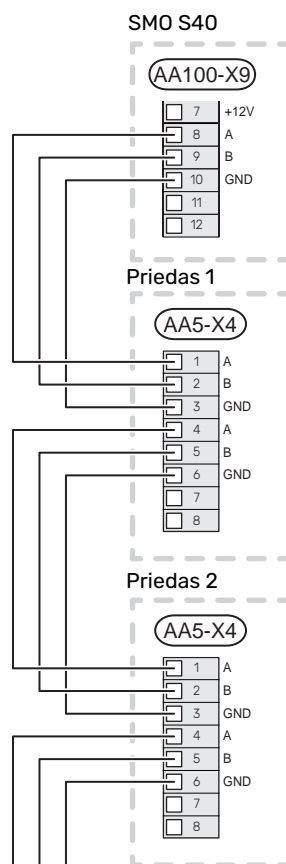 SMO S40
AA100-X9
7 +12V
8 A
9 B
10 GND
11
12
Priedas 1
AA5-X4
1 A
2 B
3 GND
4 A
5 B
6 GND
7
8
Priedas 2
AA5-X4
1 A
2 B
3 GND
4 A
5 B
6 GND
7
8